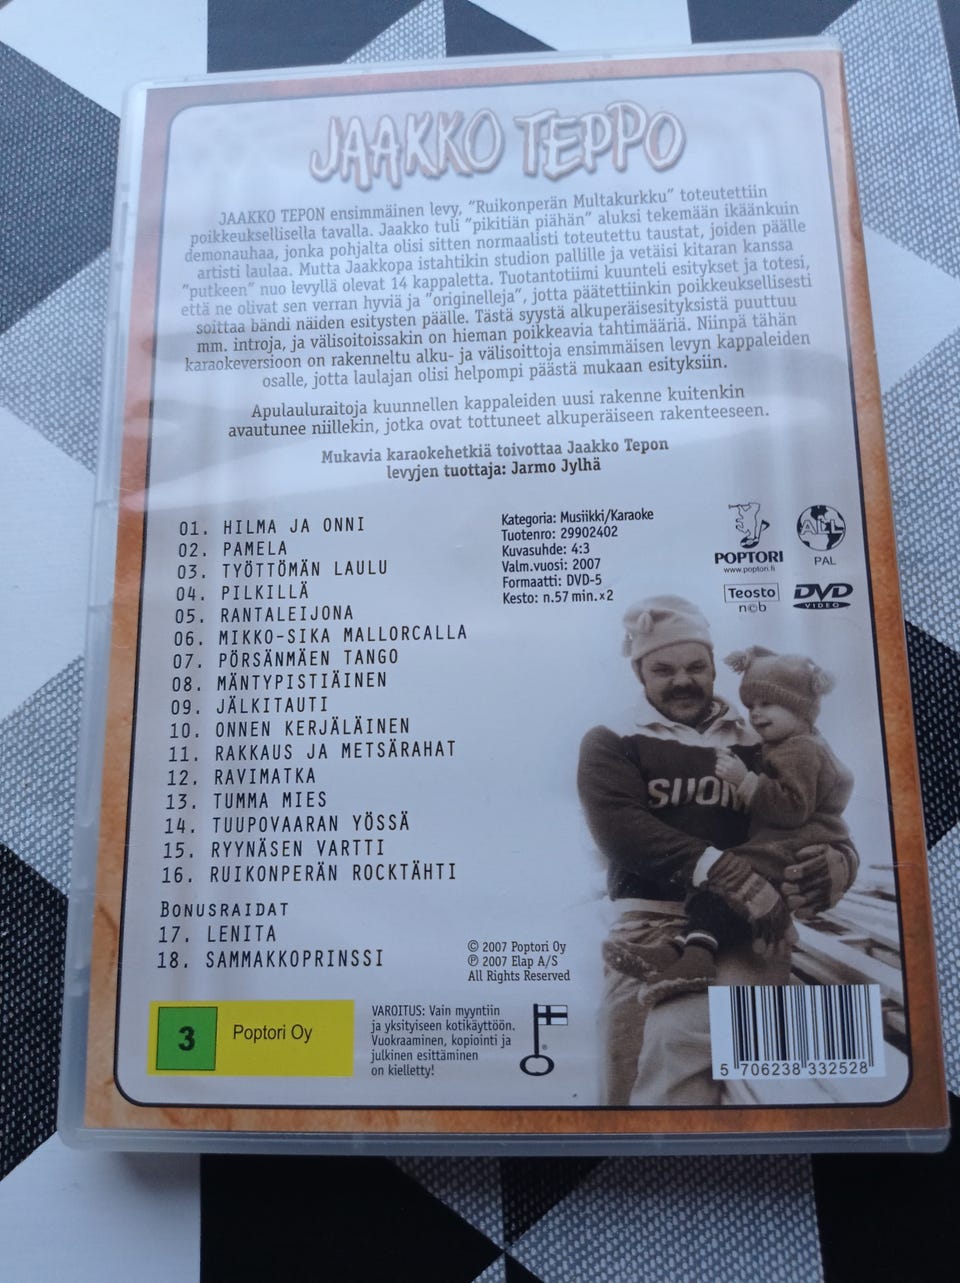 JAAKKO TEPPO
JAAKKO TEPON ensimmäinen levy, "Ruikonperän Multakurkku" toteutettiin
poikkeuksellisella tavalla. Jaakko tuli "pikitiän piähän" aluksi tekemään ikäänkuin
demonauhaa, jonka pohjalta olisi sitten normaalisti toteutettu taustat, joiden päälle
artisti laulaa. Mutta Jaakkopa istahtikin studion pallille ja vetäisi kitaran kanssa
"putkeen" nuo levyllä olevat 14 kappaletta. Tuotantotiimi kuunteli esitykset ja totesi,
että ne olivat sen verran hyviä ja "originelleja", jotta päätettiinkin poikkeuksellisesti
soittaa bändi näiden esitysten päälle. Tästä syystä alkuperäisesityksistä puuttuu
mm. introja, ja välisoitoissakin on hieman poikkeavia tahtimääriä. Niinpä tähän
karaokeversioon on rakenneltu alku- ja välisoittoja ensimmäisen levyn kappaleiden
osalle, jotta laulajan olisi helpompi päästä mukaan esityksiin.
Apulauluraitoja kuunnellen kappaleiden uusi rakenne kuitenkin
avautunee niillekin, jotka ovat tottuneet alkuperäiseen rakenteeseen.
Mukavia karaokehetkiä toivottaa Jaakko Tepon
levyjen tuottaja: Jarmo Jylhä
01. HILMA JA ONNI
02. PAMELA
03. TYÖTTÖMÄN LAULU
04. PILKILLÄ
05. RANTALEIJONA
06. MIKKO-SIKA MALLORCALLA
07. PÖRSÄNMÄEN TANGO
08. MÄNTYPISTIÄINEN
09. JÄLKITAUTI
10. ONNEN KERJÄLÄINEN
11. RAKKAUS JA METSÄRAHAT
12. RAVIMATKA
13. TUMMA MIES
14. TUUPOVAARAN YÖSSÄ
15. RYYNÄSEN VARTTI
16. RUIKONPERÄN ROCKTÄHTI
BONUSRAIDAT
17. LENITA
18. SAMMAKKOPRINSSI
Kategoria: Musiikki/Karaoke
Tuotenro: 29902402
Kuvasuhde: 4:3
Valm.vuosi: 2007
Formaatti: DVD-5
Kesto: n.57 min.x2
POPTORI
www.poptori.fi
ALL
PAL
Teosto
n©b
DVD
VIDEO
SUOM
© 2007 Poptori Oy
℗ 2007 Elap A/S
All Rights Reserved
3
Poptori Oy
VAROITUS: Vain myyntiin
ja yksityiseen kotikäyttöön.
Vuokraaminen, kopiointi ja
julkinen esittäminen
on kielletty!
5 706238 332528